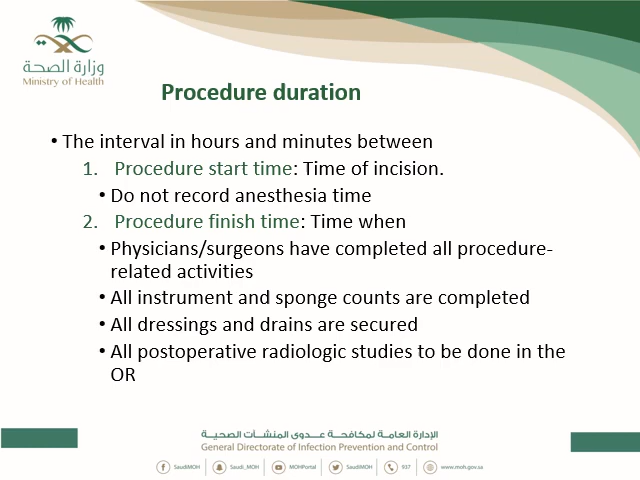 وزارة الصحة
Ministry of Health
Procedure duration
• The interval in hours and minutes between
1. Procedure start time: Time of incision.
• Do not record anesthesia time
2. Procedure finish time: Time when
• Physicians/surgeons have completed all procedure-
related activities
• All instrument and sponge counts are completed
• All dressings and drains are secured
• All postoperative radiologic studies to be done in the
OR
الإدارة العامة لمكافحة عدوى المنشآت الصحية
General Directorate of Infection Prevention and Control
SaudiMOH
Saudi_MOH
MOHPortal
SaudiMOH
937
www.moh.gov.sa